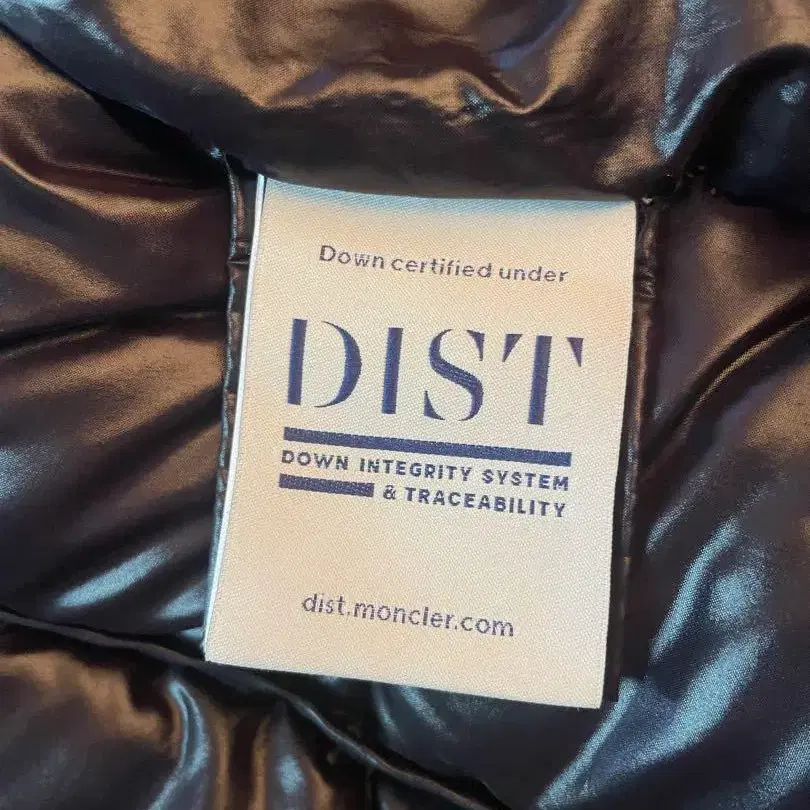 Down certified under
DIST
DOWN INTEGRITY SYSTEM
& TRACEABILITY
dist.moncler.com